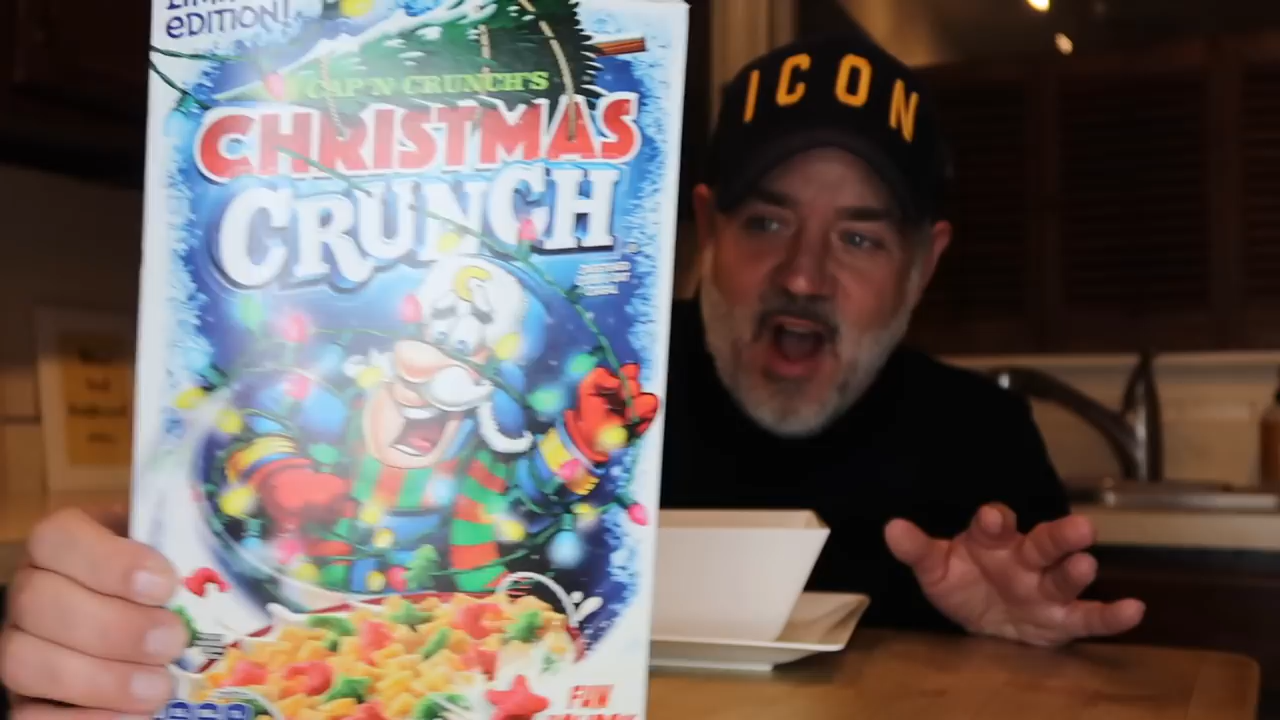 EDITION!
CAP'N CRUNCH'S
CHRISTMAS
CRUNCH
ICON